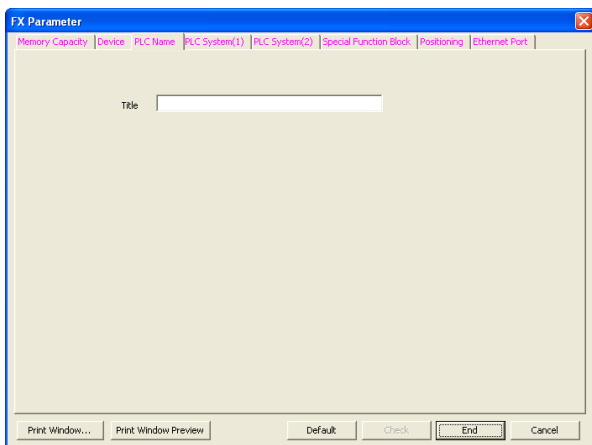 FX Parameter
Memory Capacity Device PLC Name PLC System(1) PLC System(2) Special Function Block Positioning Ethernet Port
Title
Print Window... Print Window Preview Default Check End Cancel